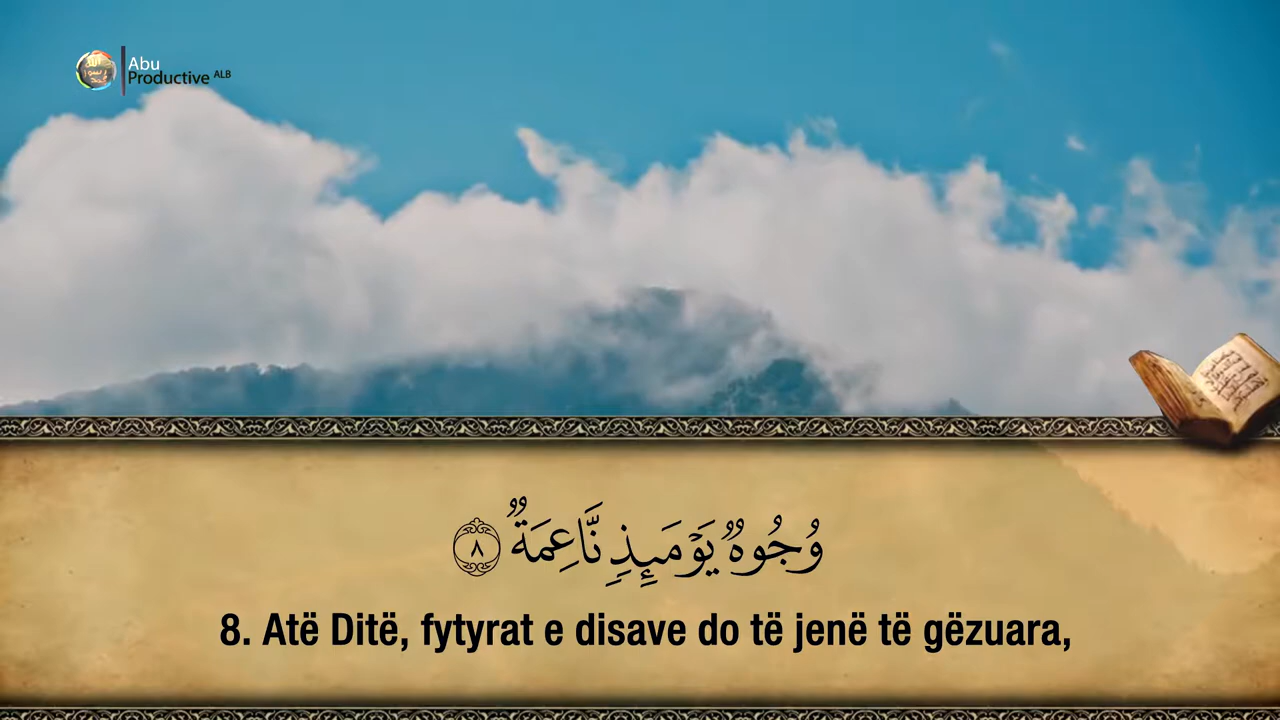 Abu
Productive ALB
وُجُوهٌ يَوْمَئِذٍ نَّاعِمَةٌ ٨
8. Atë Ditë, fytyrat e disave do të jenë të gëzuara,